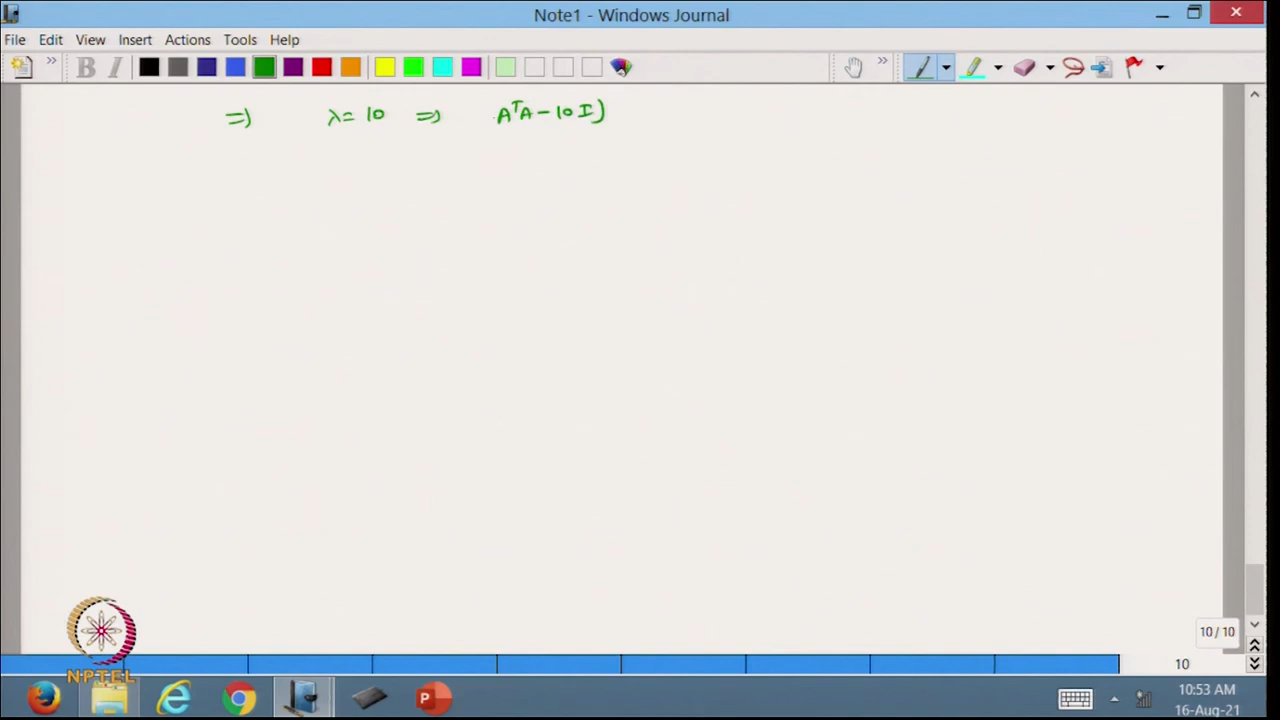 Note1 - Windows Journal
File Edit View Insert Actions Tools Help
B I
⇒ λ = 10 ⇒ AᵀA - 10 I)
10 / 10
10
NPTEL
10:53 AM
16-Aug-21